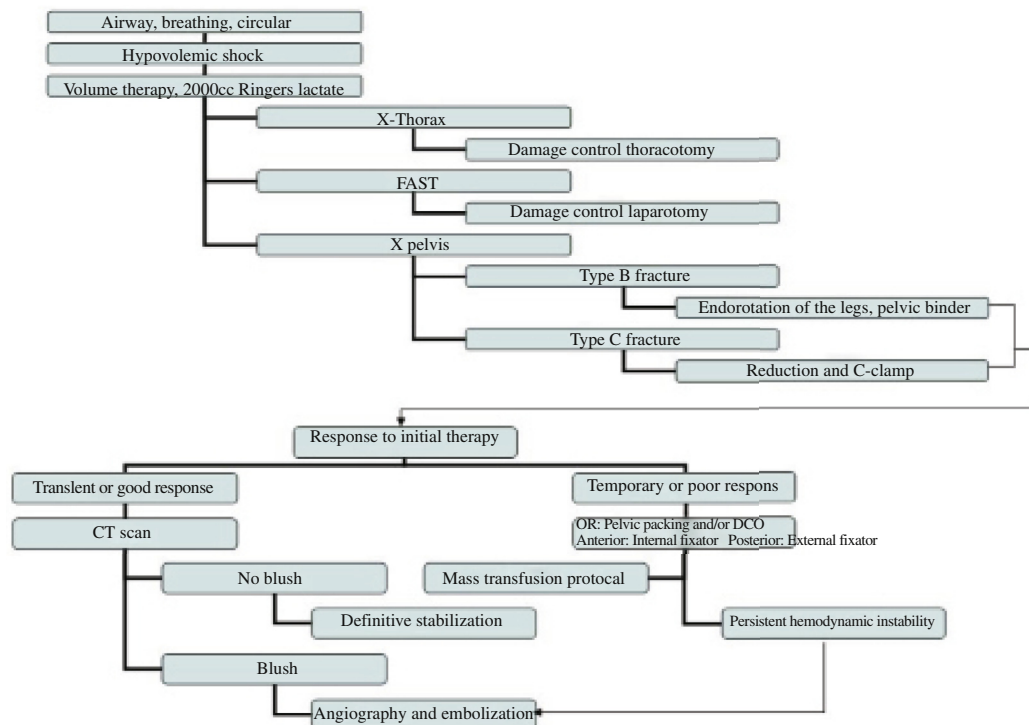 Airway, breathing, circular
Hypovolemic shock
Volume therapy, 2000cc Ringers lactate
X-Thorax
Damage control thoracotomy
FAST
Damage control laparotomy
X pelvis
Type B fracture
Endorotation of the legs, pelvic binder
Type C fracture
Reduction and C-clamp
Response to initial therapy
Translent or good response
Temporary or poor respons
CT scan
OR: Pelvic packing and/or DCO
Anterior: Internal fixator Posterior: External fixator
No blush
Mass transfusion protocal
Definitive stabilization
Persistent hemodynamic instability
Blush
Angiography and embolization